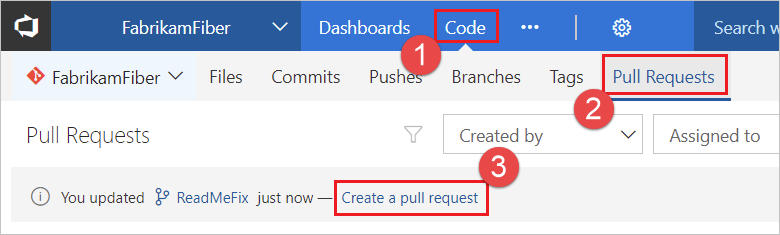 FabrikamFiber Dashboards Code ... Search w
1
FabrikamFiber Files Commits Pushes Branches Tags Pull Requests
2
Pull Requests Created by Assigned to
3
You updated ReadMeFix just now — Create a pull request